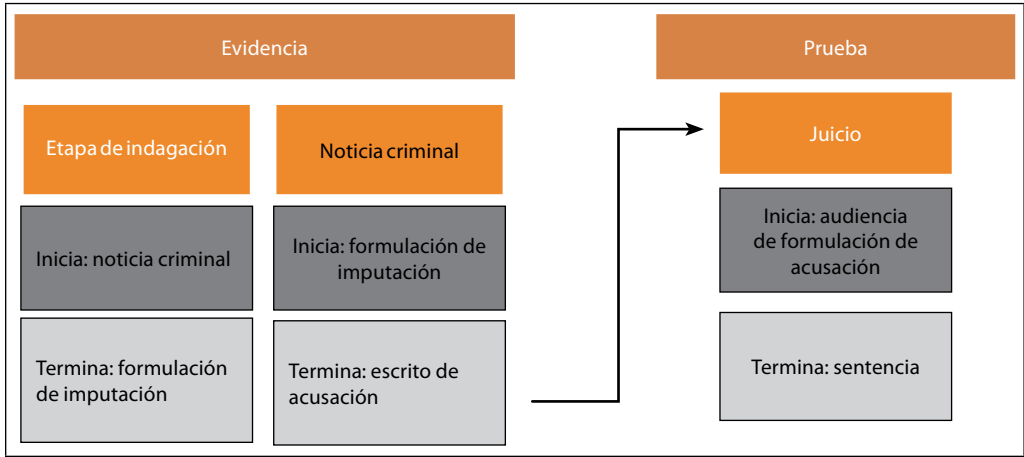 Evidencia
Prueba
Etapa de indagación
Noticia criminal
Juicio
Inicia: noticia criminal
Inicia: formulación de
imputación
Inicia: audiencia
de formulación de
acusación
Termina: formulación
de imputación
Termina: escrito de
acusación
Termina: sentencia